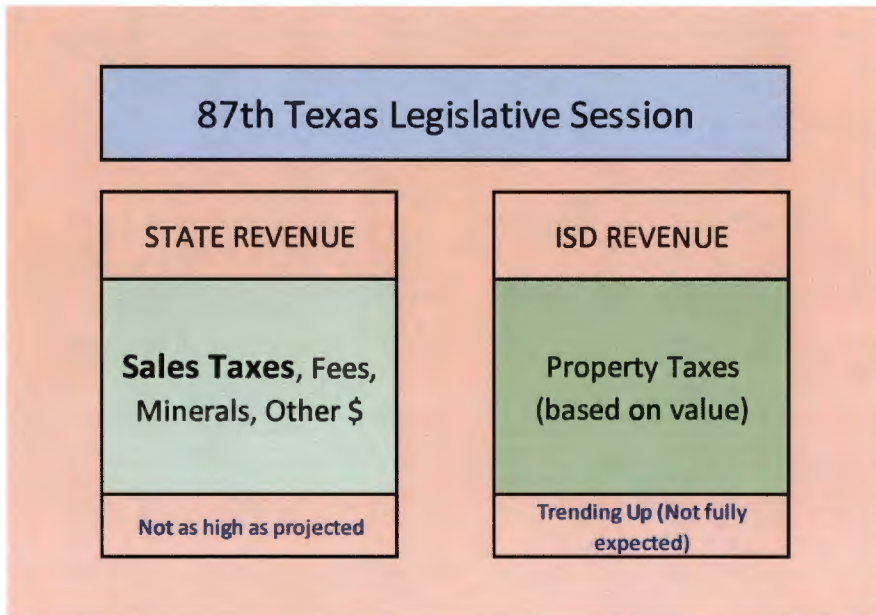 87th Texas Legislative Session
STATE REVENUE
Sales Taxes, Fees,
Minerals, Other $
Not as high as projected
ISD REVENUE
Property Taxes
(based on value)
Trending Up (Not fully
expected)